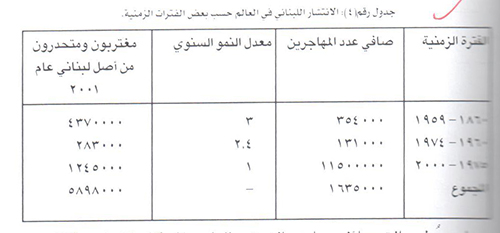 جدول رقم(٤): الانتشار اللبناني في العالم حسب بعض الفترات الزمنية.
الفترة الزمنية صافي عدد المهاجرين معدل النمو السنوي مغتربون ومتحدرون
من أصل لبناني عام
٢٠٠١
١٨٦٠-١٩٥٩ ٣٥٤٠٠٠ ٣ ٤٣٧٠٠٠٠
١٩٦٠-١٩٧٤ ١٣١٠٠٠ ٢.٤ ٢٨٣٠٠٠
١٩٧٥-٢٠٠٠ ١١٥٠٠٠٠٠ ١ ١٢٤٥٠٠٠
المجموع ١٦٣٥٠٠٠ – ٥٨٩٨٠٠٠